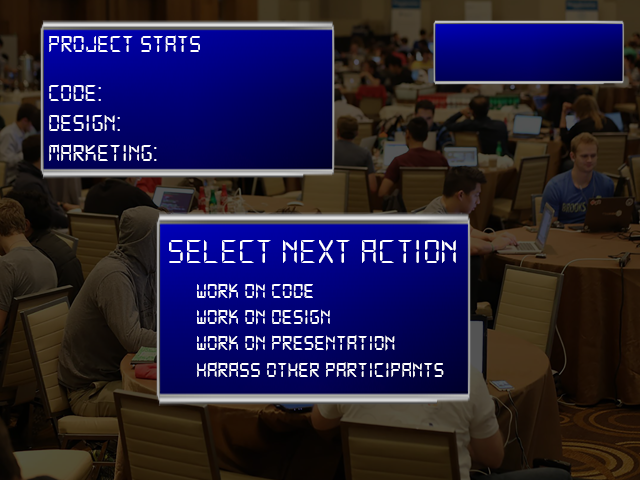 PROJECT STATS
CODE:
DESIGN:
MARKETING:
SELECT NEXT ACTION
WORK ON CODE
WORK ON DESIGN
WORK ON PRESENTATION
HARASS OTHER PARTICIPANTS